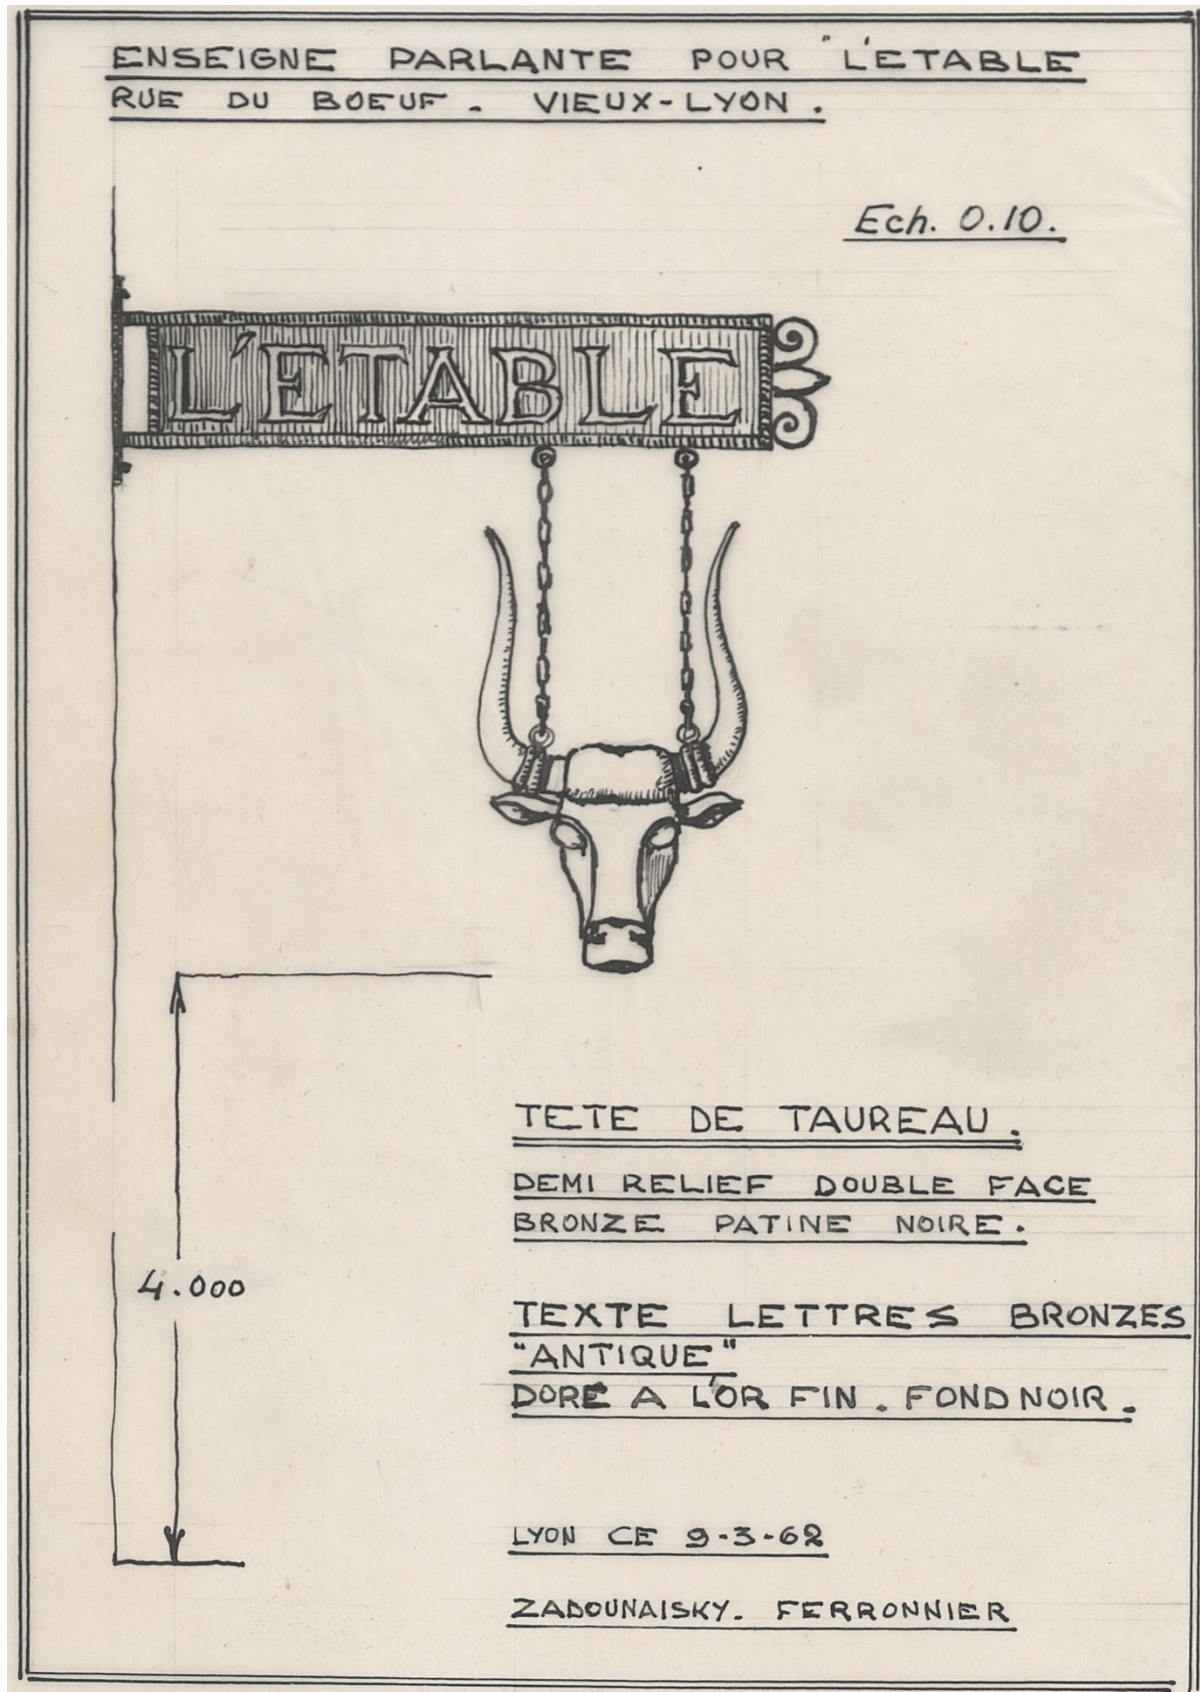 ENSEIGNE PARLANTE POUR "L'ETABLE
RUE DU BOEUF. VIEUX-LYON.
Ech. 0.10.
L'ÉTABLE
TETE DE TAUREAU.
DEMI RELIEF DOUBLE FACE
BRONZE PATINE NOIRE.
4.000
TEXTE LETTRES BRONZES
"ANTIQUE"
DORÉ A L'OR FIN. FOND NOIR.
LYON CE 9-3-62
ZADOUNAISKY. FERRONNIER